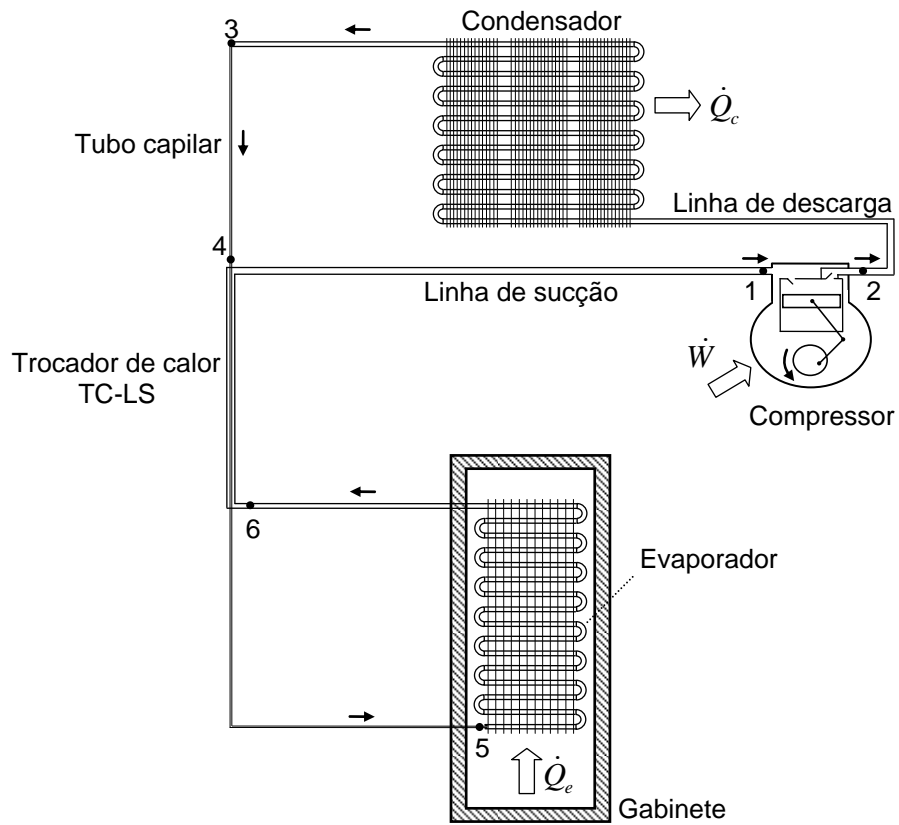 Condensador
3
Q̇c
Tubo capilar
Linha de descarga
4
1
2
Linha de sucção
Trocador de calor
TC-LS
Ẇ
Compressor
6
Evaporador
5
Q̇e
Gabinete